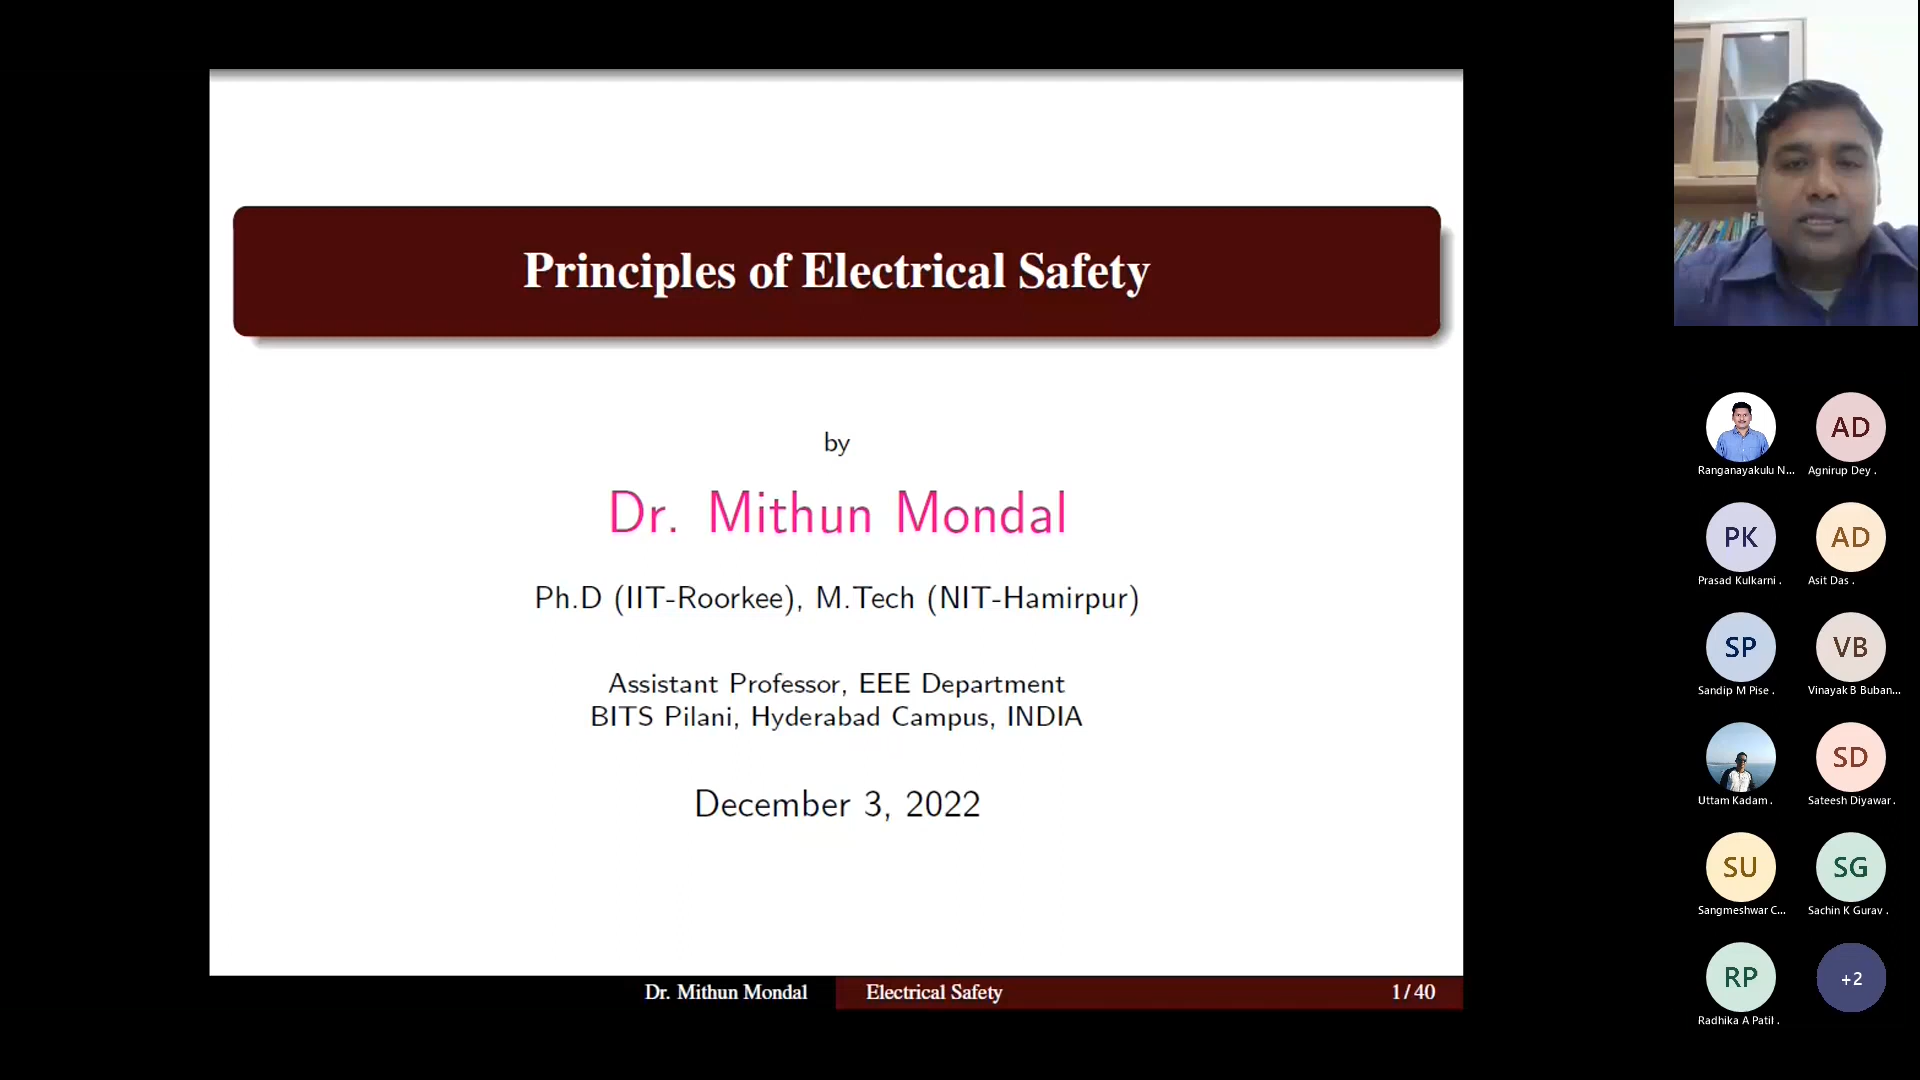 Principles of Electrical Safety
by
Dr. Mithun Mondal
Ph.D (IIT-Roorkee), M.Tech (NIT-Hamirpur)
Assistant Professor, EEE Department
BITS Pilani, Hyderabad Campus, INDIA
December 3, 2022
Dr. Mithun Mondal
Electrical Safety
1 / 40
Ranganayakulu N...
AD
Agnirup Dey .
PK
Prasad Kulkarni .
AD
Asit Das .
SP
Sandip M Pise .
VB
Vinayak B Buban...
Uttam Kadam .
SD
Sateesh Diyawar .
SU
Sangmeshwar C...
SG
Sachin K Gurav .
RP
Radhika A Patil .
+2